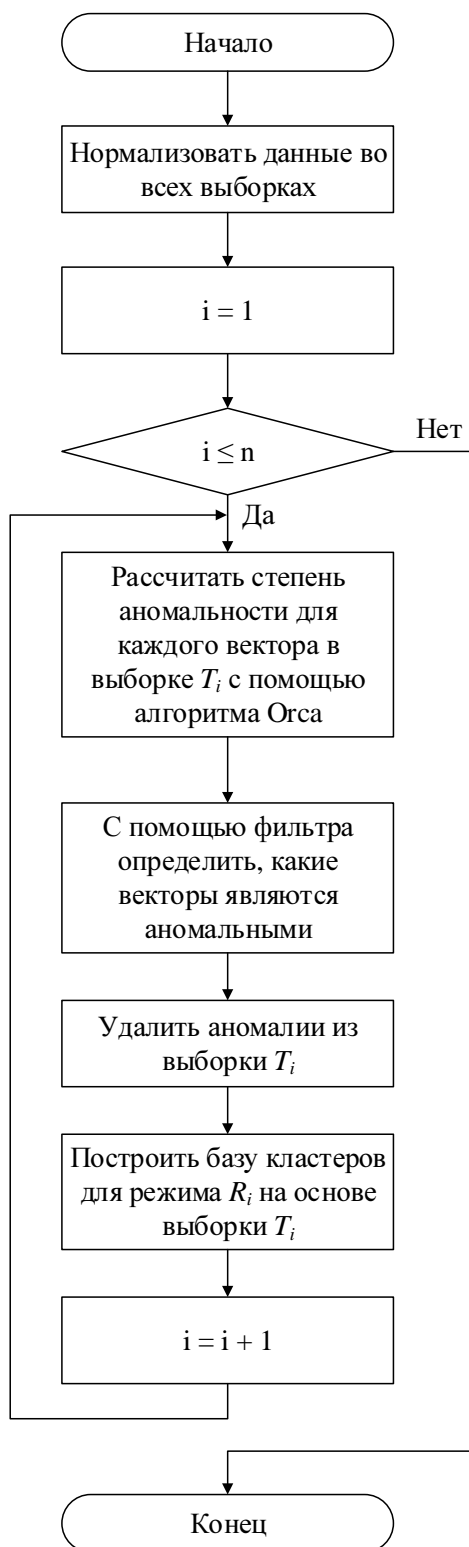 Начало
Нормализовать данные во
всех выборках
i = 1
i ≤ n
Нет
Да
Рассчитать степень
аномальности для
каждого вектора в
выборке Ti с помощью
алгоритма Orca
С помощью фильтра
определить, какие
векторы являются
аномальными
Удалить аномалии из
выборки Ti
Построить базу кластеров
для режима Ri на основе
выборки Ti
i = i + 1
Конец